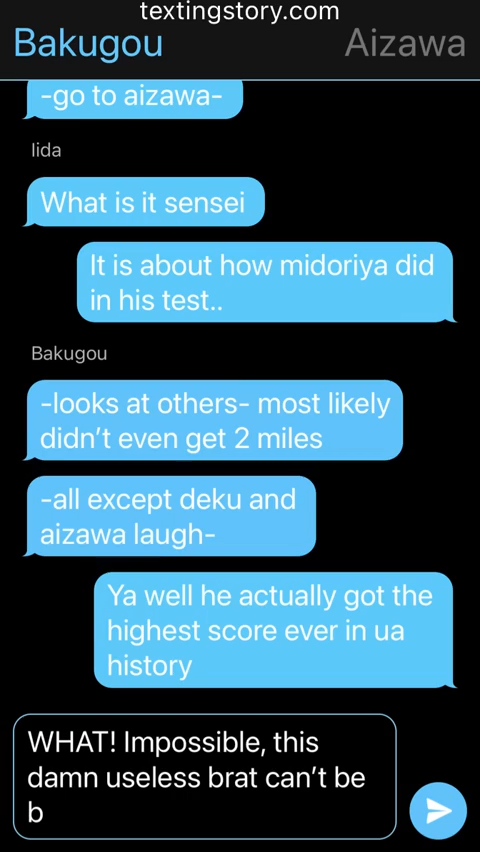 textingstory.com
Bakugou
Aizawa
-go to aizawa-
Iida
What is it sensei
It is about how midoriya did
in his test..
Bakugou
-looks at others- most likely
didn’t even get 2 miles
-all except deku and
aizawa laugh-
Ya well he actually got the
highest score ever in ua
history
WHAT! Impossible, this
damn useless brat can’t be
b